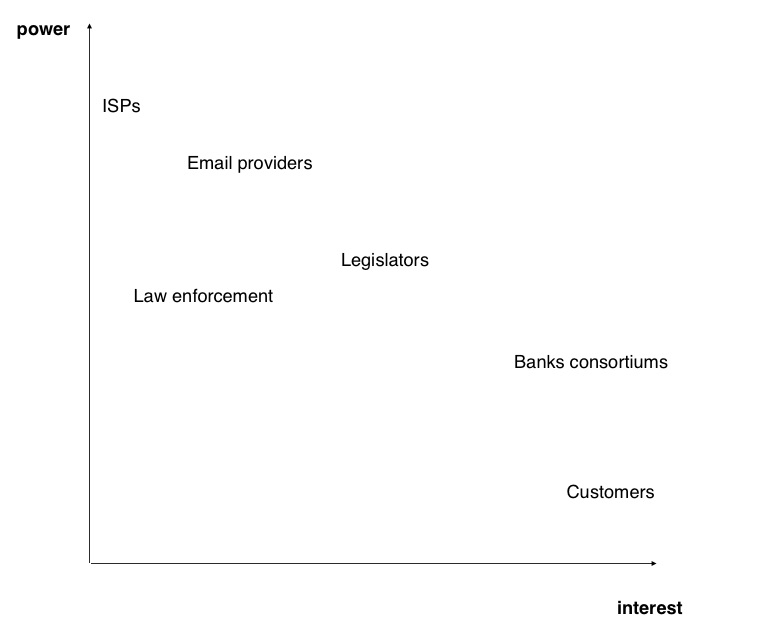 power
ISPs
Email providers
Legislators
Law enforcement
Banks consortiums
Customers
interest